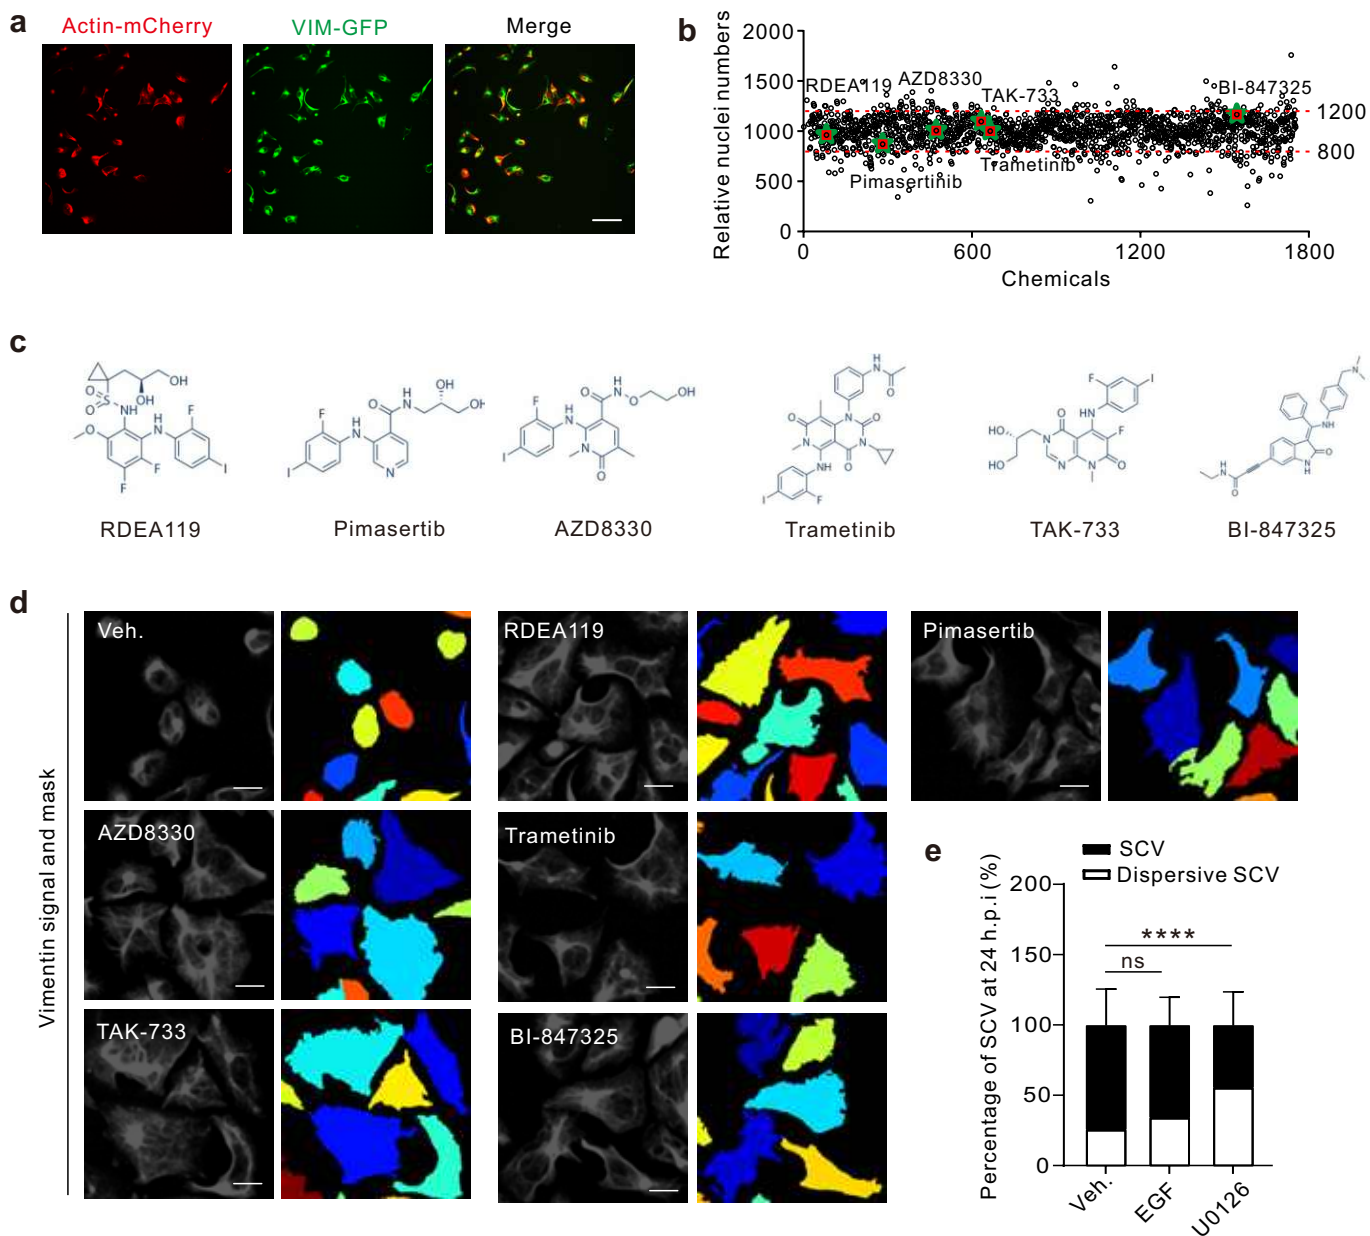 a
Actin-mCherry
VIM-GFP
Merge
b
Relative nuclei numbers
2000
1500
1000
500
0
RDEA119
AZD8330
TAK-733
BI-847325
Pimasertinib
Trametinib
1200
800
0
600
1200
1800
Chemicals
c
RDEA119
Pimasertib
AZD8330
Trametinib
TAK-733
BI-847325
d
Vimentin signal and mask
Veh.
RDEA119
Pimasertib
AZD8330
Trametinib
TAK-733
BI-847325
e
SCV
Dispersive SCV
Percentage of SCV at 24 h.p.i (%)
200
150
100
50
0
****
ns
Veh.
EGF
U0126